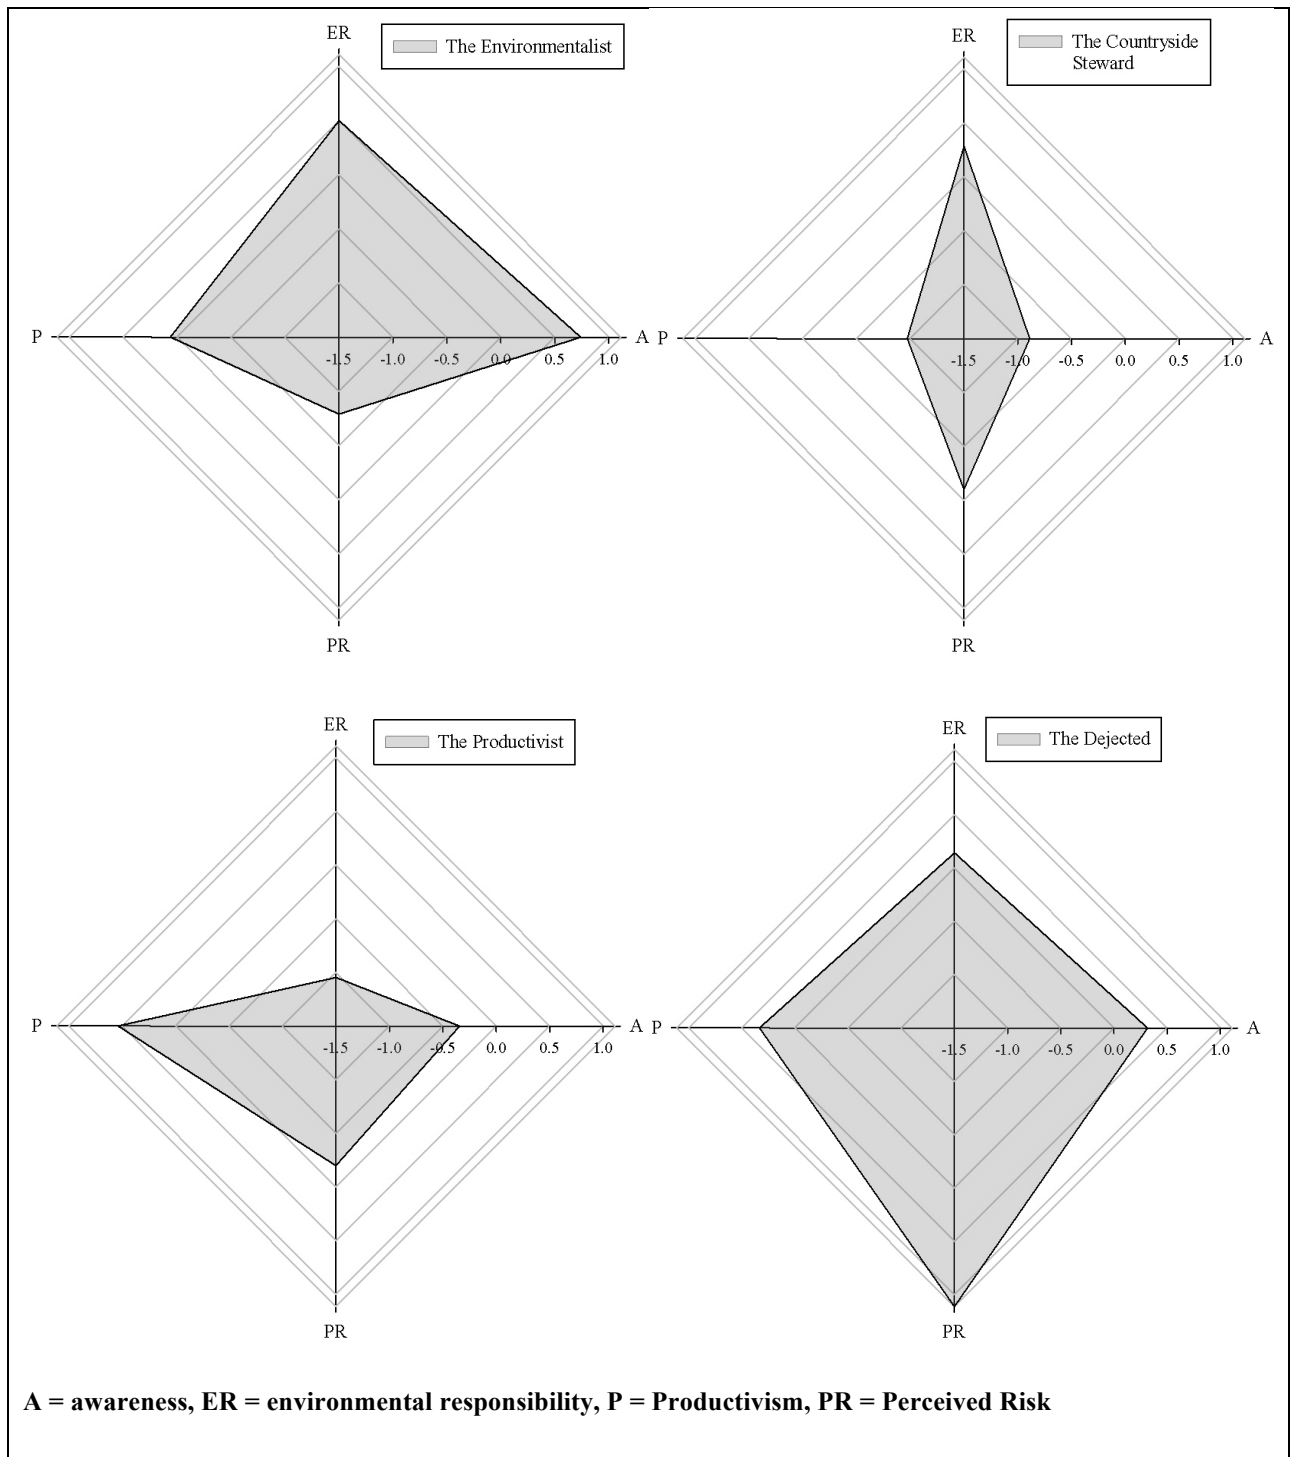 ER
The Environmentalist
P
A
-1.5 -1.0 -0.5 0.0 0.5 1.0
PR
ER
The Countryside
Steward
P
A
-1.5 -1.0 -0.5 0.0 0.5 1.0
PR
ER
The Productivist
P
A
-1.5 -1.0 -0.5 0.0 0.5 1.0
PR
ER
The Dejected
P
A
-1.5 -1.0 -0.5 0.0 0.5 1.0
PR
A = awareness, ER = environmental responsibility, P = Productivism, PR = Perceived Risk